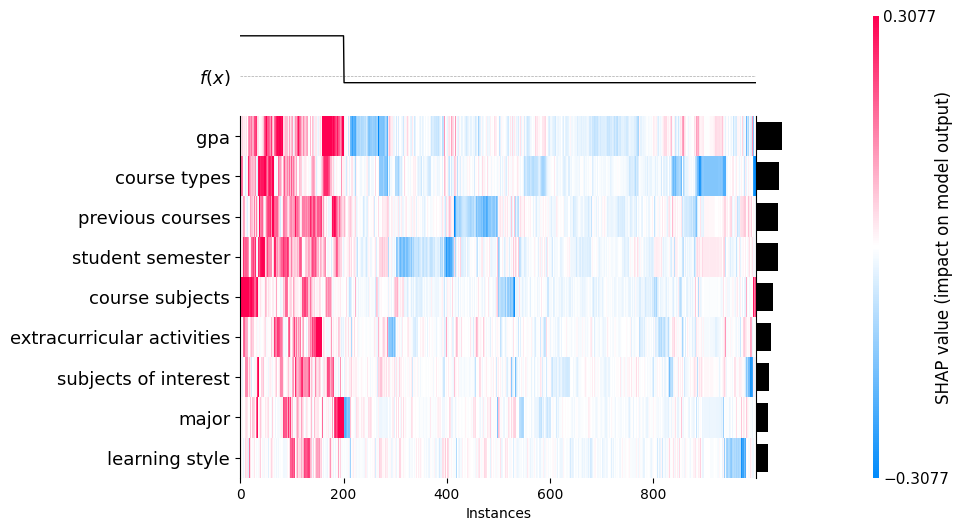 0.3077
f(x)
gpa
course types
previous courses
student semester
course subjects
extracurricular activities
subjects of interest
major
learning style
0 200 400 600 800
Instances
SHAP value (impact on model output)
−0.3077